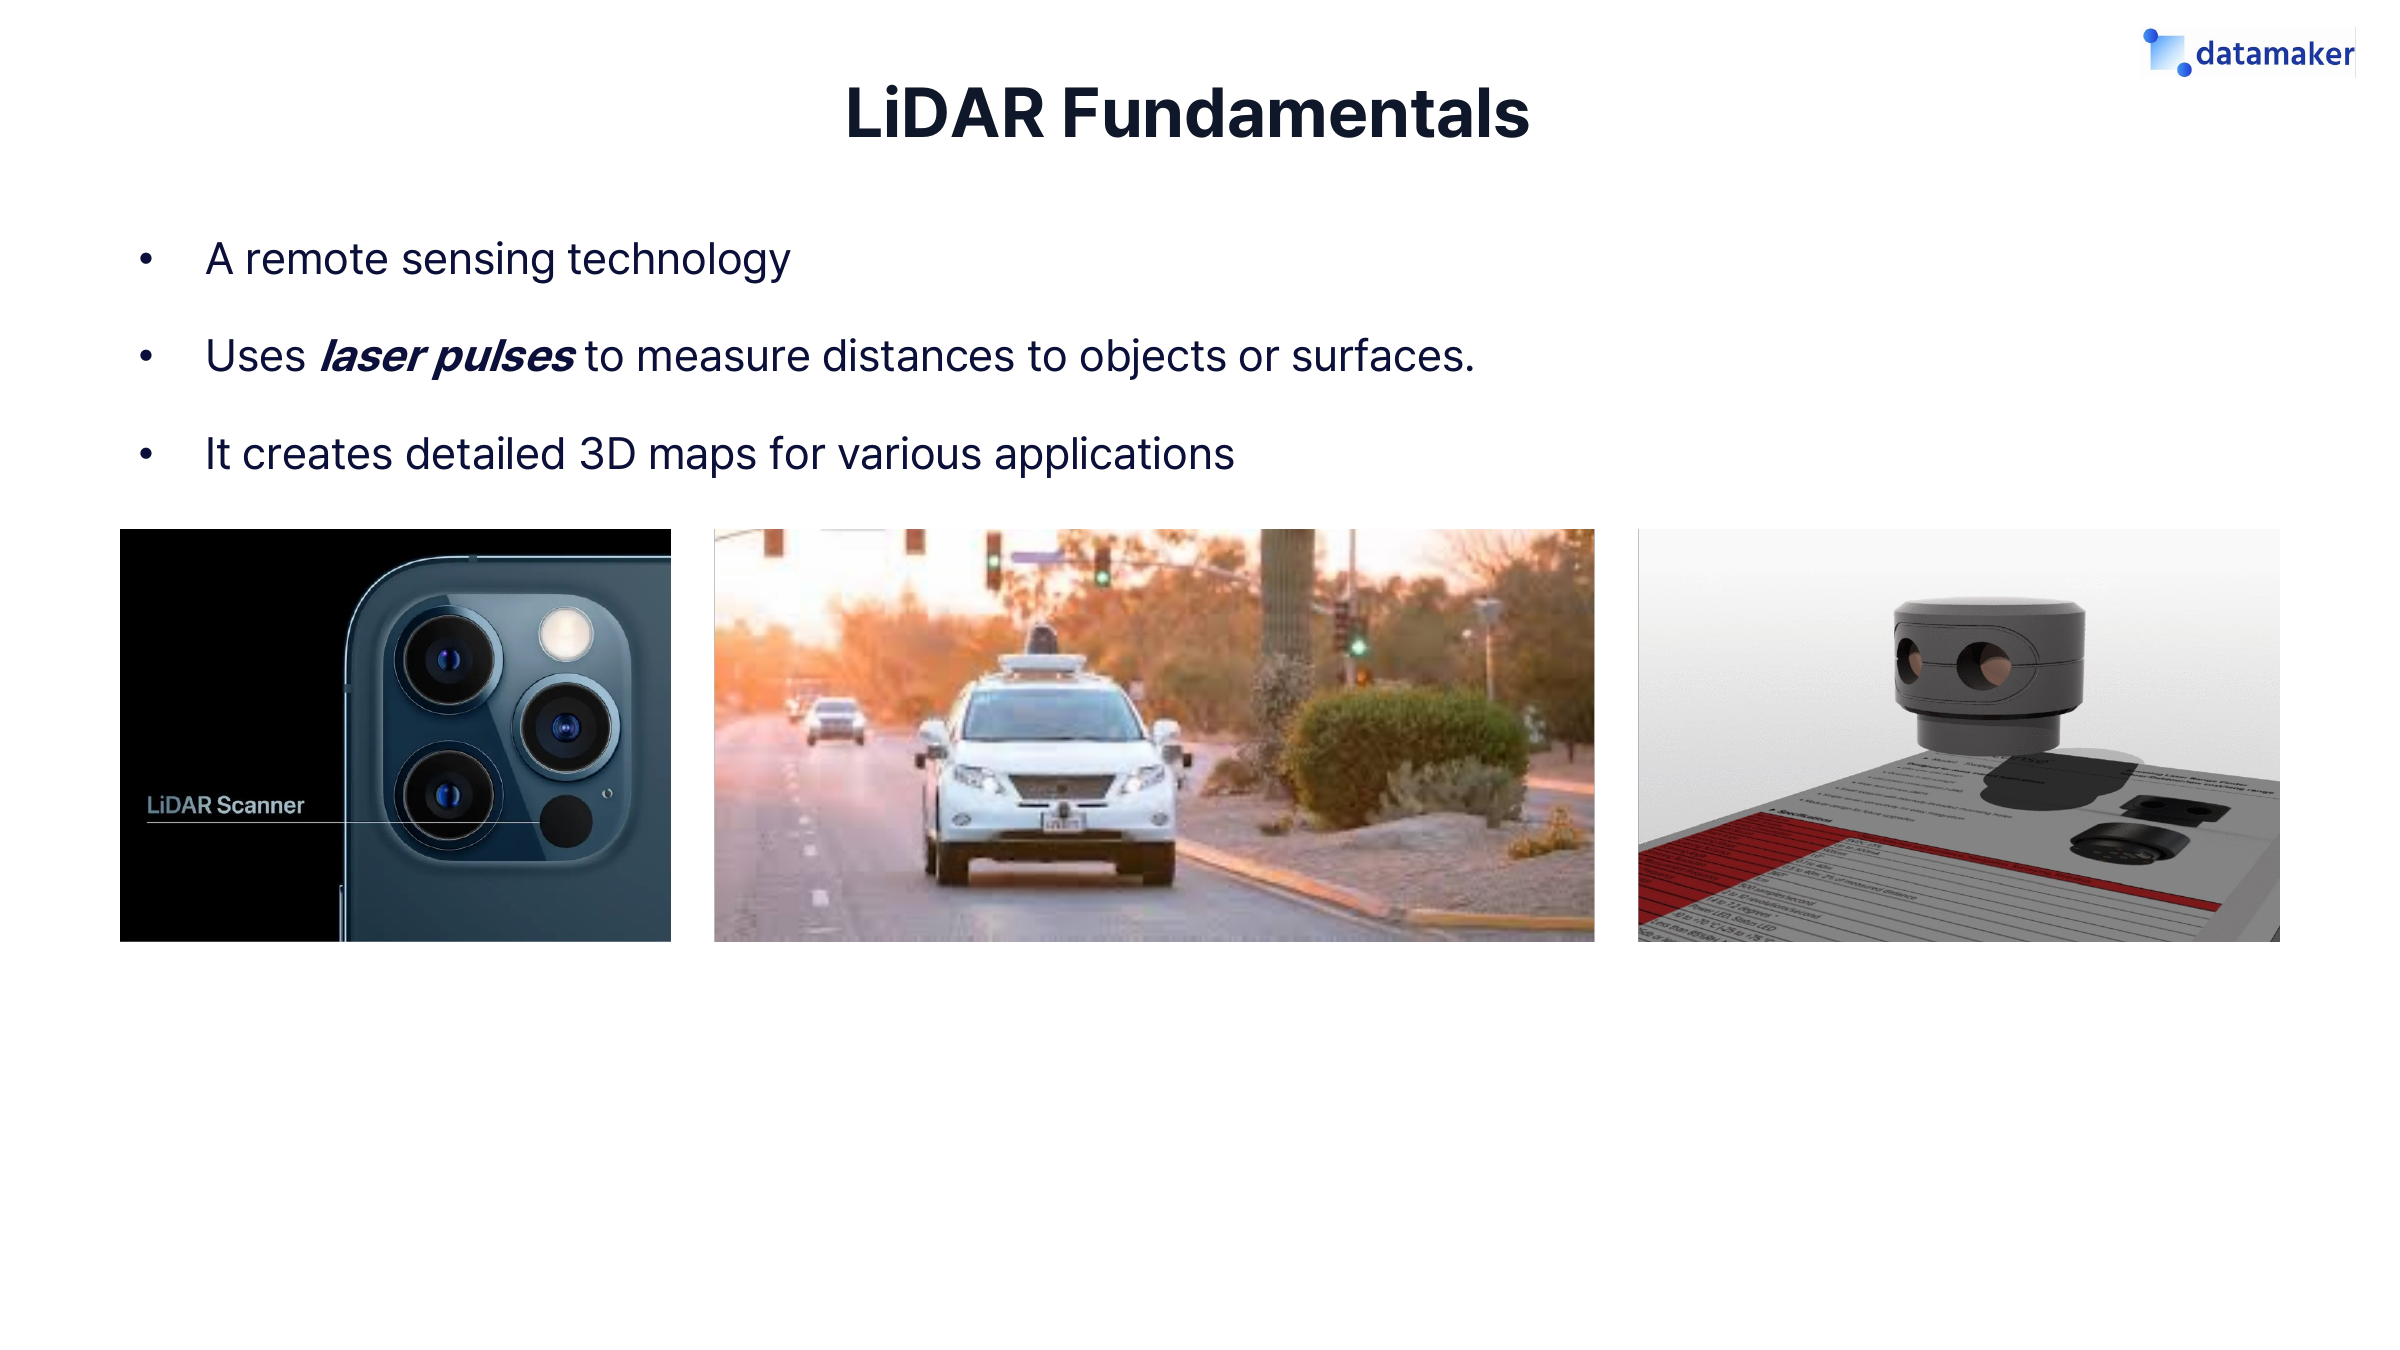 datamaker
LiDAR Fundamentals
• A remote sensing technology
• Uses laser pulses to measure distances to objects or surfaces.
• It creates detailed 3D maps for various applications
LiDAR Scanner
Specification